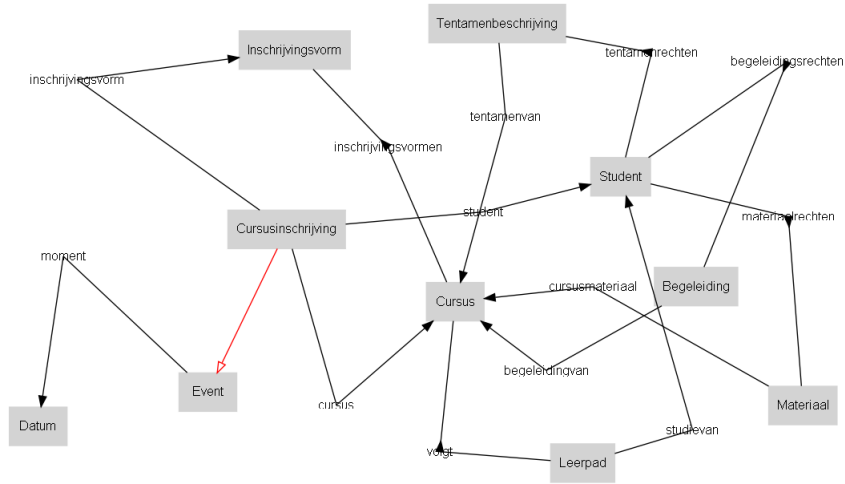 Tentamenbeschrijving
Inschrijvingsvorm
tentamenrechten
begeleidingsrechten
inschrijvingsvorm
tentamenvan
inschrijvingsvormen
Student
student
materiaalrechten
Cursusinschrijving
moment
cursusmateriaal
Begeleiding
Cursus
begeleidingvan
Event
cursus
Materiaal
Datum
studievan
volgt
Leerpad